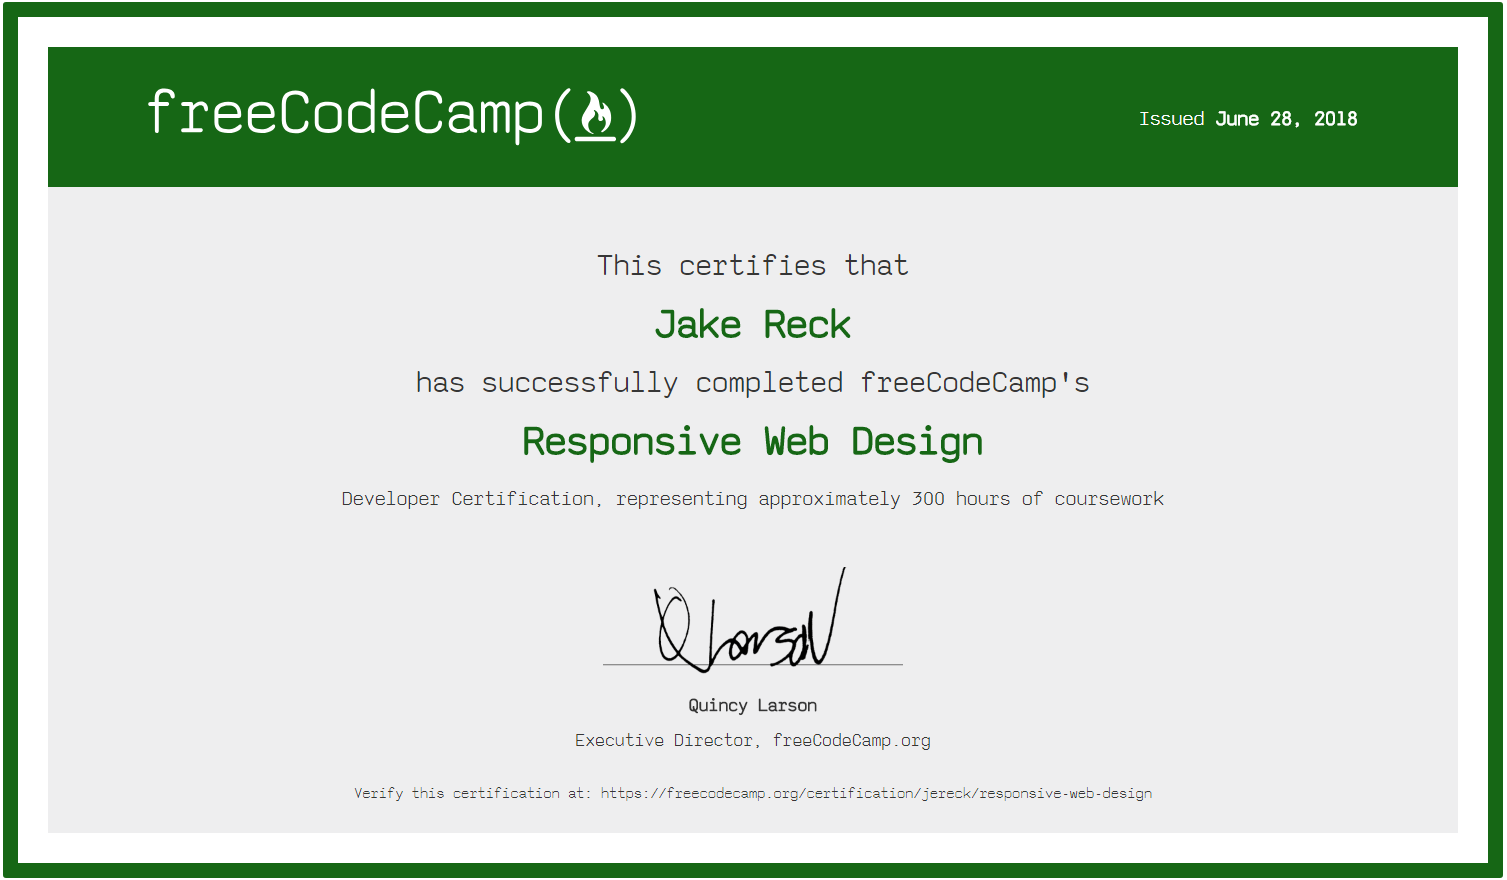 freeCodeCamp(🔥)
Issued June 28, 2018
This certifies that
Jake Reck
has successfully completed freeCodeCamp's
Responsive Web Design
Developer Certification, representing approximately 300 hours of coursework
Q Larson
Quincy Larson
Executive Director, freeCodeCamp.org
Verify this certification at: https://freecodecamp.org/certification/jereck/responsive-web-design